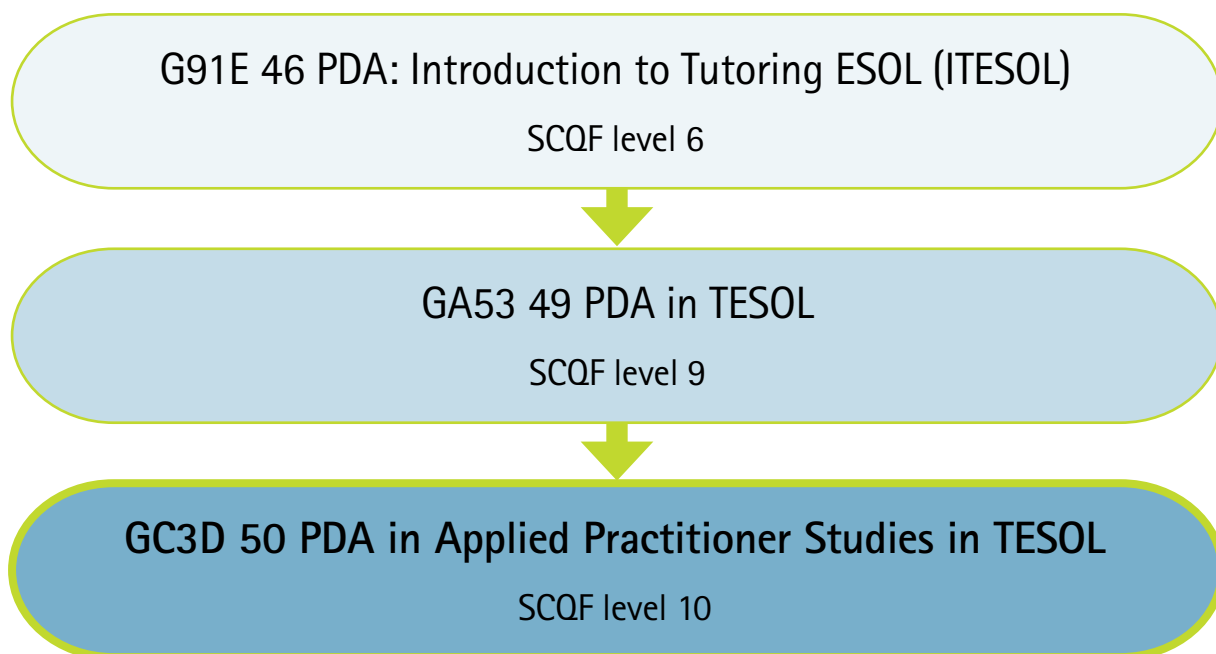 G91E 46 PDA: Introduction to Tutoring ESOL (ITESOL)
SCQF level 6
GA53 49 PDA in TESOL
SCQF level 9
GC3D 50 PDA in Applied Practitioner Studies in TESOL
SCQF level 10